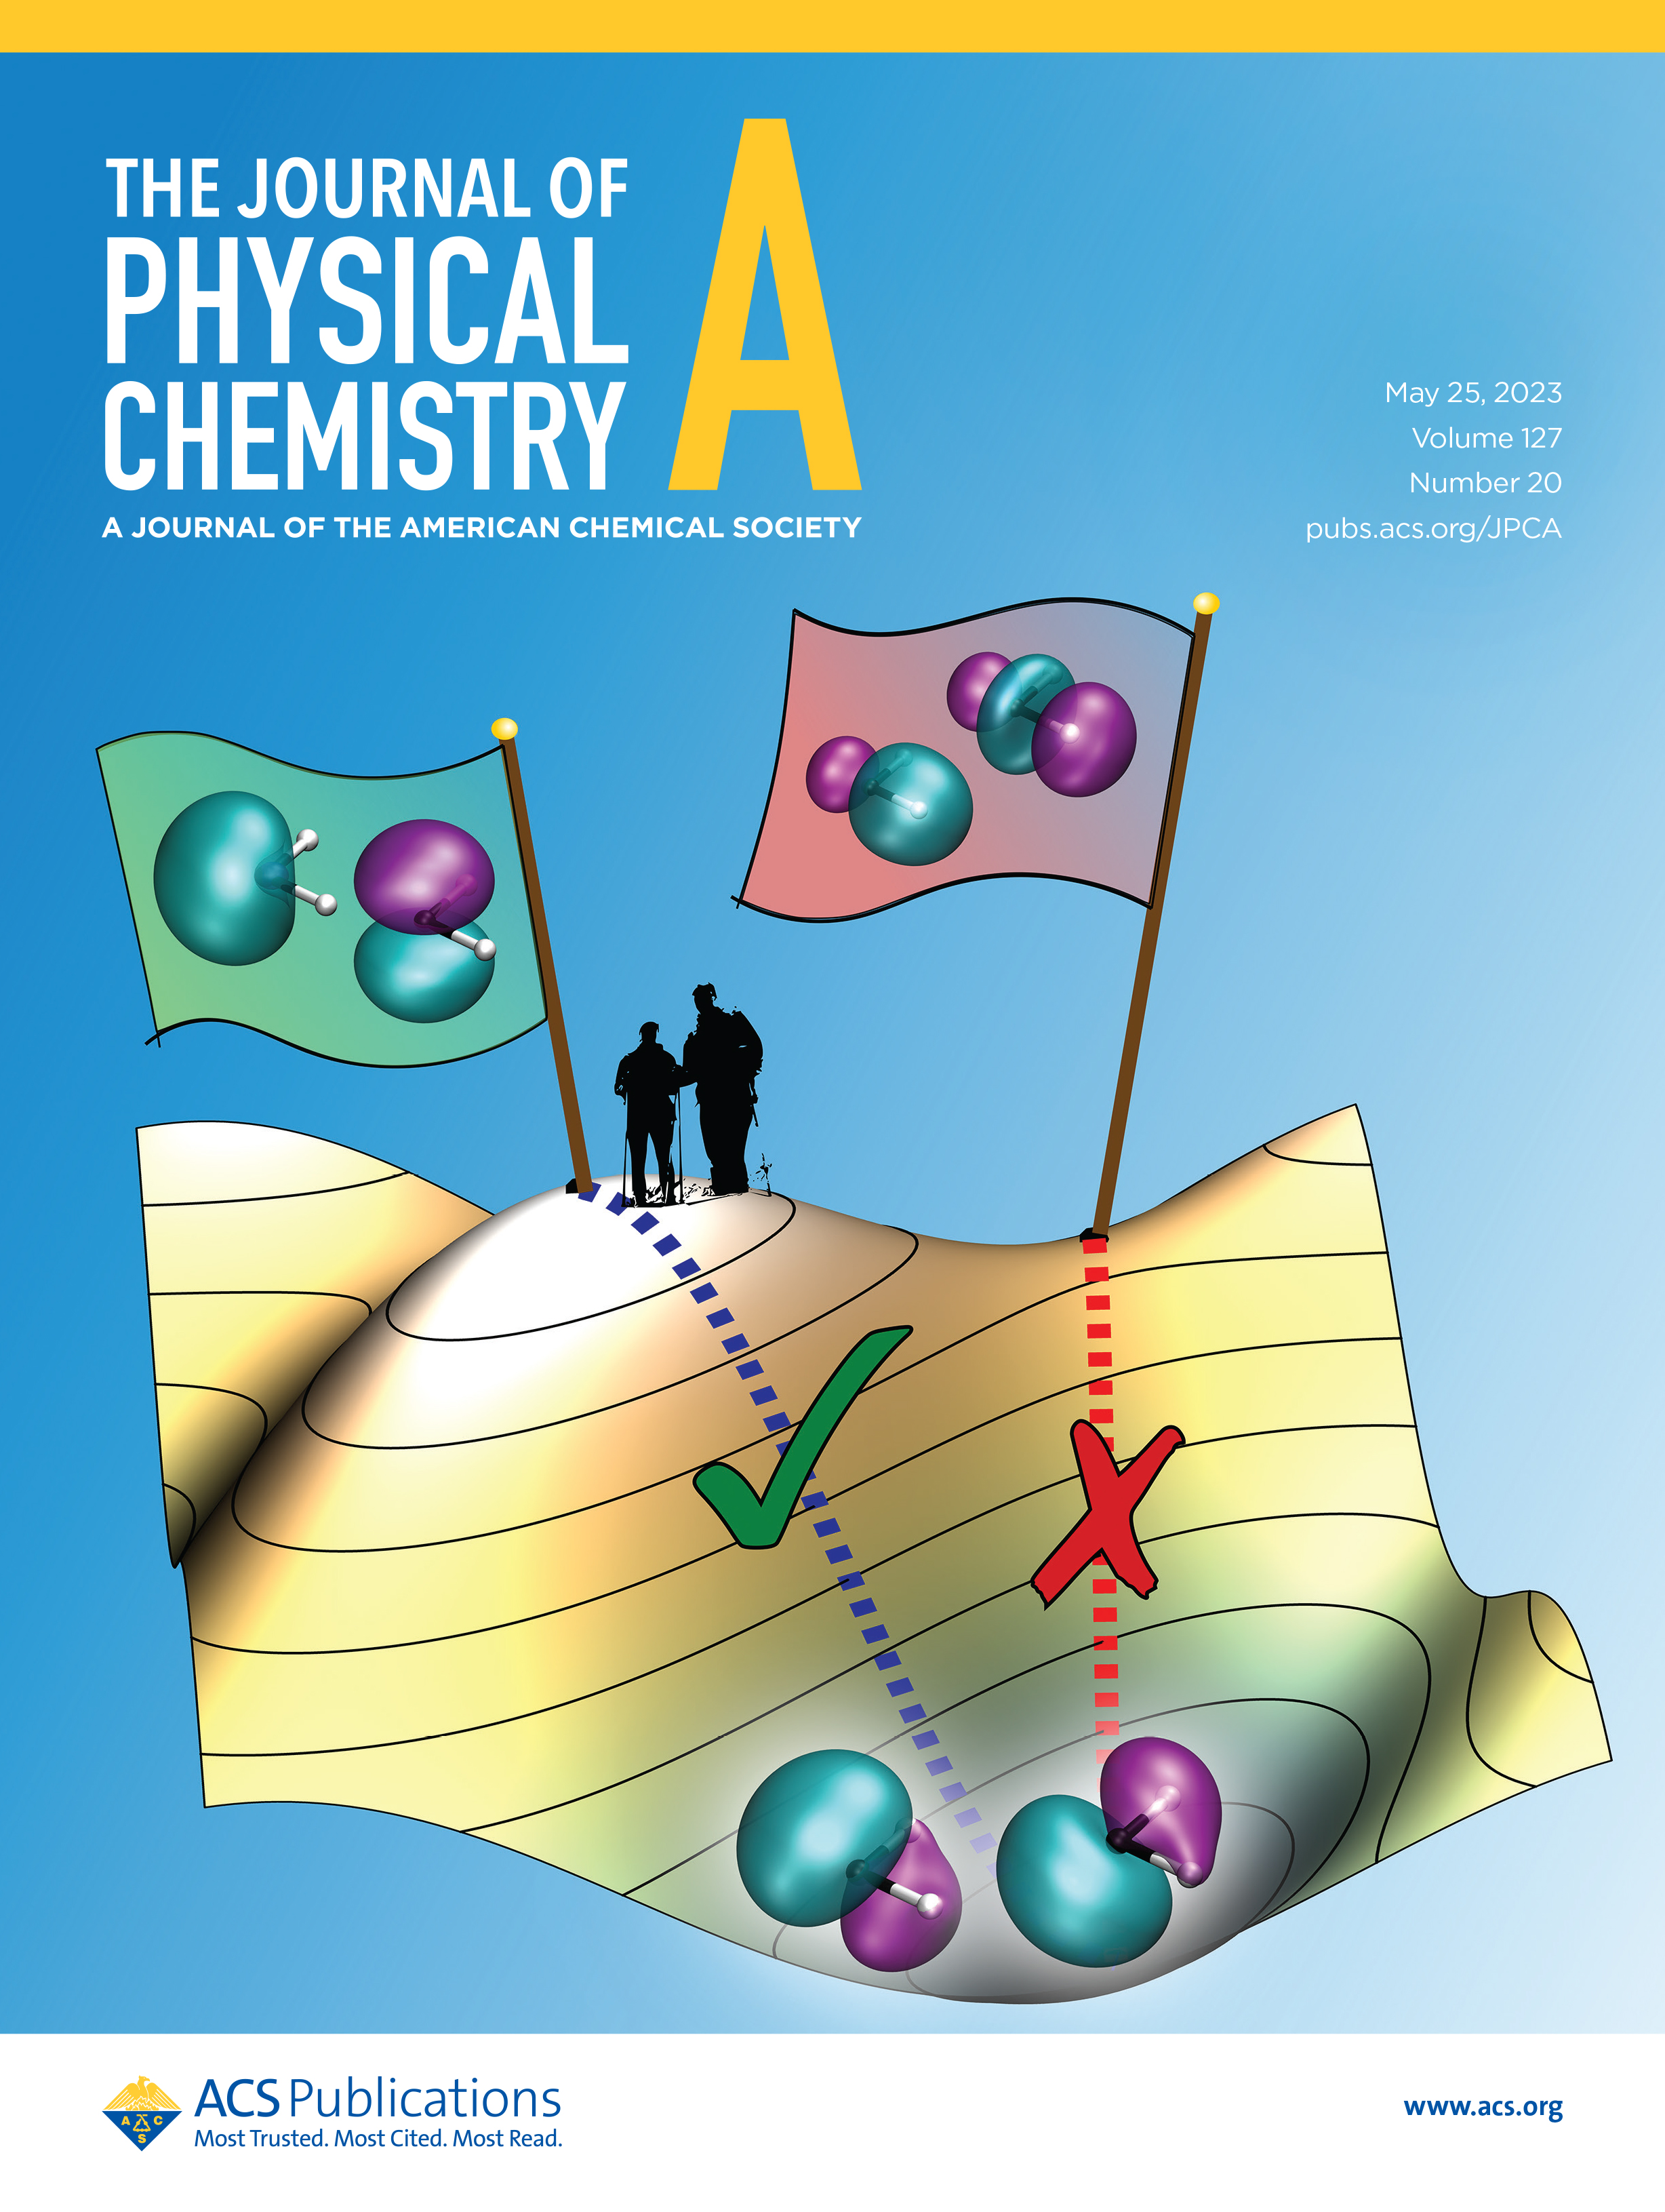 THE JOURNAL OF
PHYSICAL
CHEMISTRY A
A JOURNAL OF THE AMERICAN CHEMICAL SOCIETY
May 25, 2023
Volume 127
Number 20
pubs.acs.org/JPCA
A C
S
ACS Publications
Most Trusted. Most Cited. Most Read.
www.acs.org